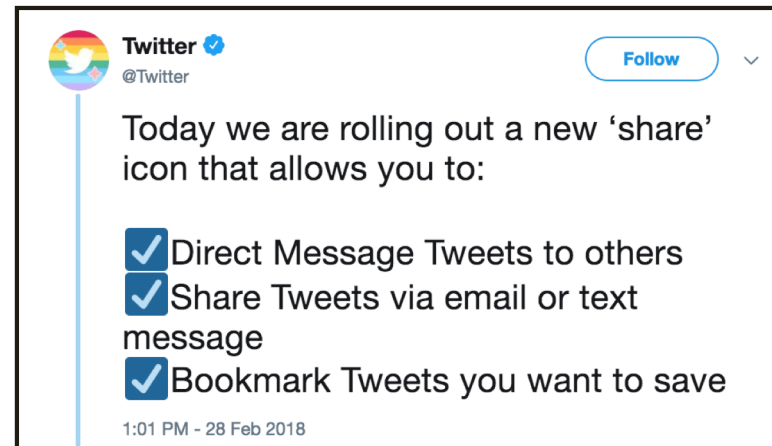 Twitter
@Twitter
Follow
Today we are rolling out a new ‘share’
icon that allows you to:
☑Direct Message Tweets to others
☑Share Tweets via email or text
message
☑Bookmark Tweets you want to save
1:01 PM - 28 Feb 2018